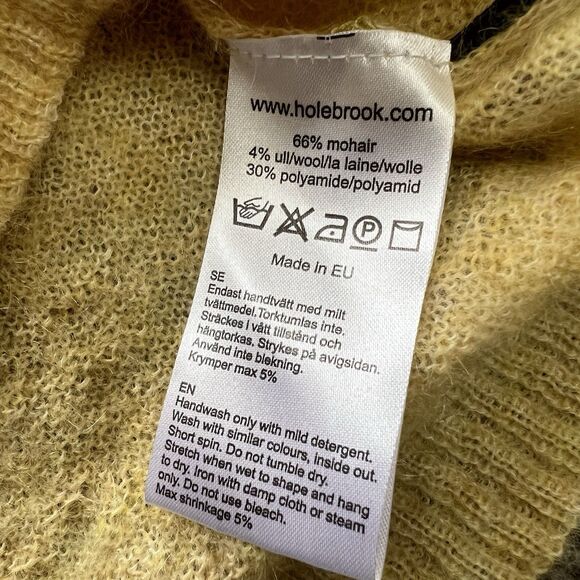 www.holebrook.com
66% mohair
4% ull/wool/la laine/wolle
30% polyamide/polyamid
P
Made in EU
SE
Endast handtvätt med milt
tvättmedel.Torktumlas inte.
Sträckes i vått tillstånd och
hängtorkas. Strykes på avigsidan.
Använd inte blekning.
Krymper max 5%
EN
Handwash only with mild detergent.
Wash with similar colours, inside out.
Short spin. Do not tumble dry.
Stretch when wet to shape and hang
to dry. Iron with damp cloth or steam
only. Do not use bleach.
Max shrinkage 5%